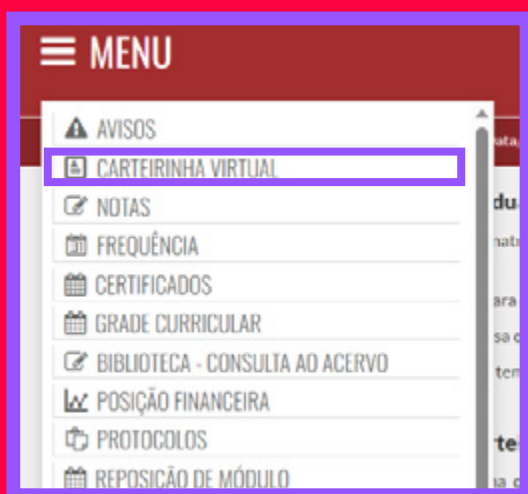 MENU
AVISOS
CARTEIRINHA VIRTUAL
NOTAS
FREQUÊNCIA
CERTIFICADOS
GRADE CURRICULAR
BIBLIOTECA - CONSULTA AO ACERVO
POSIÇÃO FINANCEIRA
PROTOCOLOS
REPOSIÇÃO DE MÓDULO